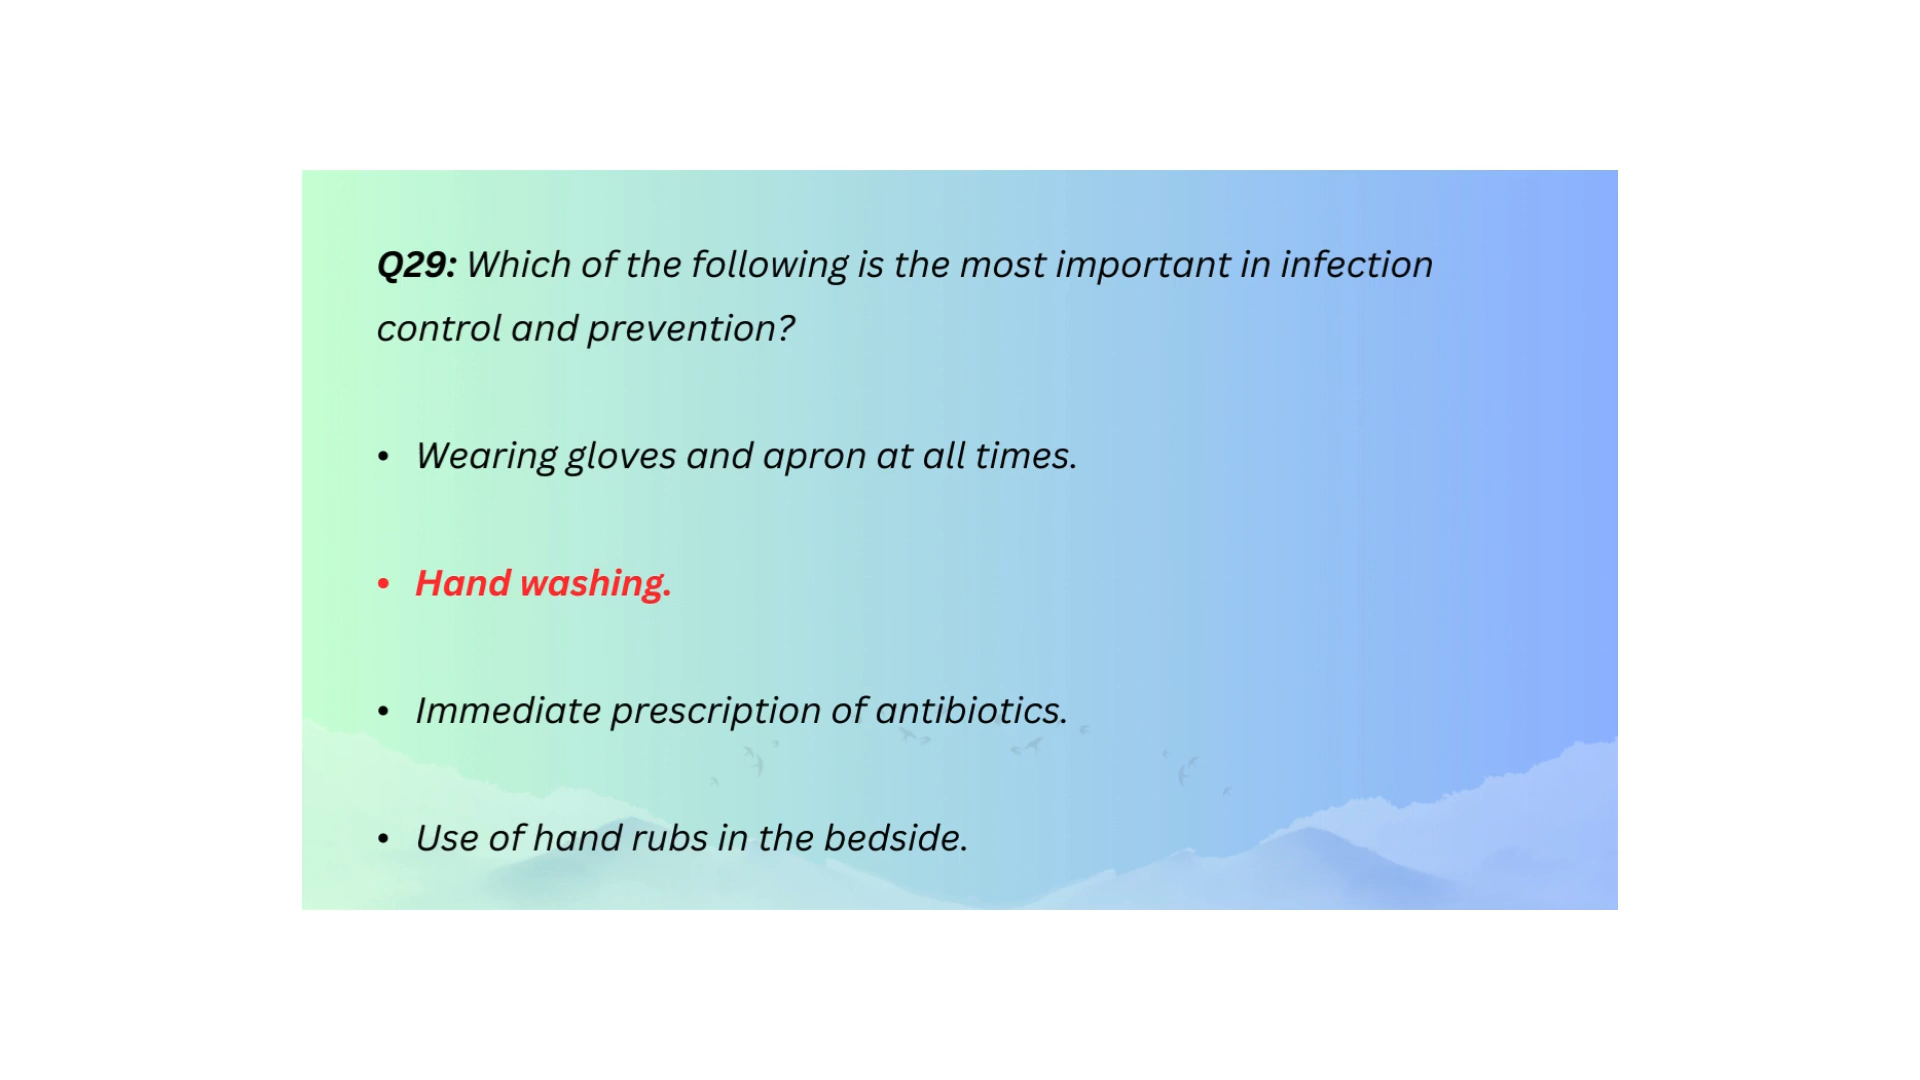 Q29: Which of the following is the most important in infection
control and prevention?
• Wearing gloves and apron at all times.
• Hand washing.
• Immediate prescription of antibiotics.
• Use of hand rubs in the bedside.